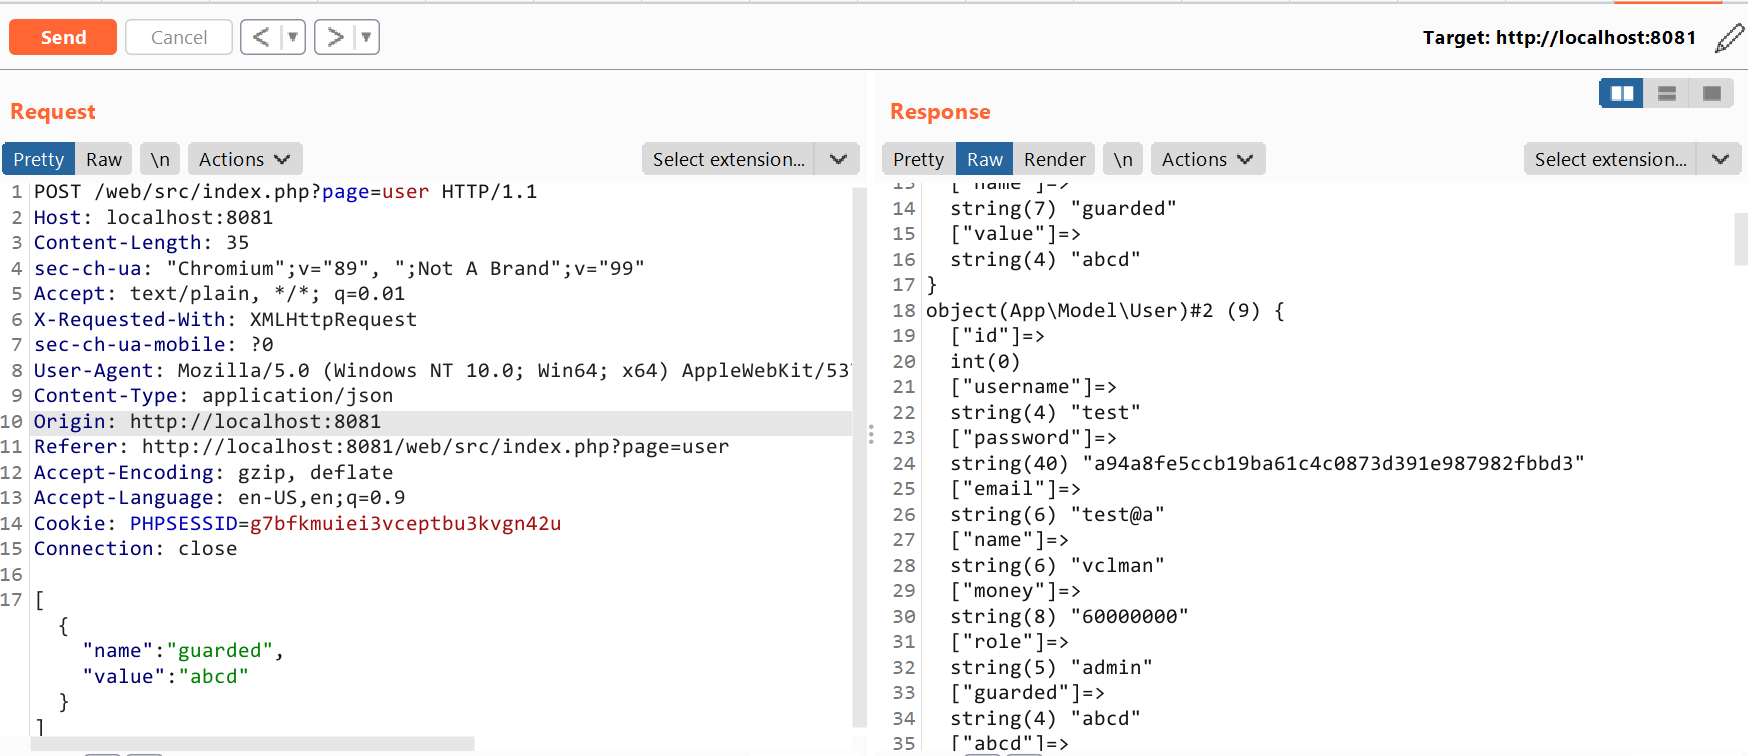 Send Cancel < >
Target: http://localhost:8081
Request
Pretty Raw \n Actions Select extension...
1 POST /web/src/index.php?page=user HTTP/1.1
2 Host: localhost:8081
3 Content-Length: 35
4 sec-ch-ua: "Chromium";v="89", ";Not A Brand";v="99"
5 Accept: text/plain, */*; q=0.01
6 X-Requested-With: XMLHttpRequest
7 sec-ch-ua-mobile: ?0
8 User-Agent: Mozilla/5.0 (Windows NT 10.0; Win64; x64) AppleWebKit/537
9 Content-Type: application/json
10 Origin: http://localhost:8081
11 Referer: http://localhost:8081/web/src/index.php?page=user
12 Accept-Encoding: gzip, deflate
13 Accept-Language: en-US,en;q=0.9
14 Cookie: PHPSESSID=g7bfkmuiei3vceptbu3kvgn42u
15 Connection: close
16
17 [
{
"name":"guarded",
"value":"abcd"
}
]
Response
Pretty Raw Render \n Actions Select extension...
13 ["name"]=>
14 string(7) "guarded"
15 ["value"]=>
16 string(4) "abcd"
17 }
18 object(App\Model\User)#2 (9) {
19 ["id"]=>
20 int(0)
21 ["username"]=>
22 string(4) "test"
23 ["password"]=>
24 string(40) "a94a8fe5ccb19ba61c4c0873d391e987982fbbd3"
25 ["email"]=>
26 string(6) "test@a"
27 ["name"]=>
28 string(6) "vclman"
29 ["money"]=>
30 string(8) "60000000"
31 ["role"]=>
32 string(5) "admin"
33 ["guarded"]=>
34 string(4) "abcd"
35 ["abcd"]=>